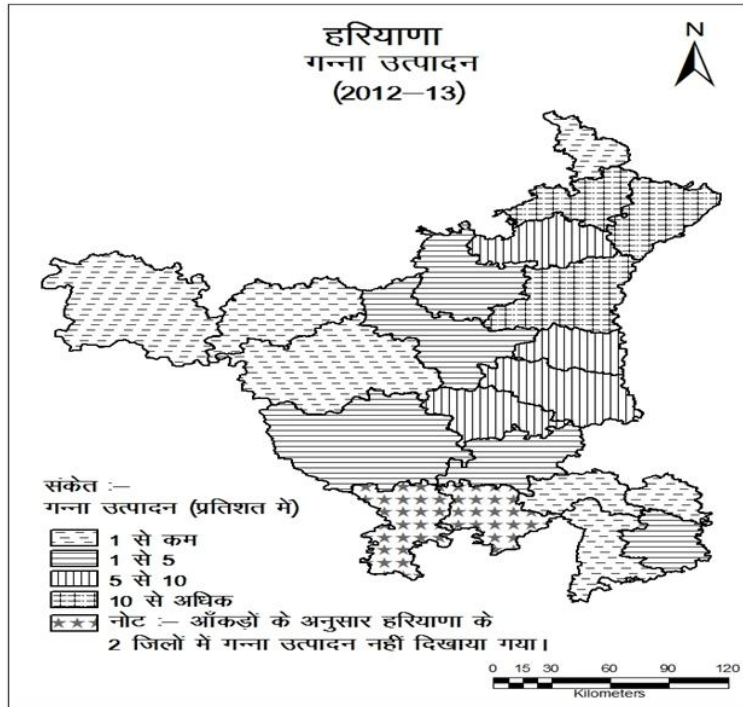 हरियाणा
गन्ना उत्पादन
(2012–13)
N
संकेत :–
गन्ना उत्पादन (प्रतिशत में)
1 से कम
1 से 5
5 से 10
10 से अधिक
नोट :– आँकड़ों के अनुसार हरियाणा के
2 जिलों में गन्ना उत्पादन नहीं दिखाया गया।
0 15 30 60 90 120
Kilometers